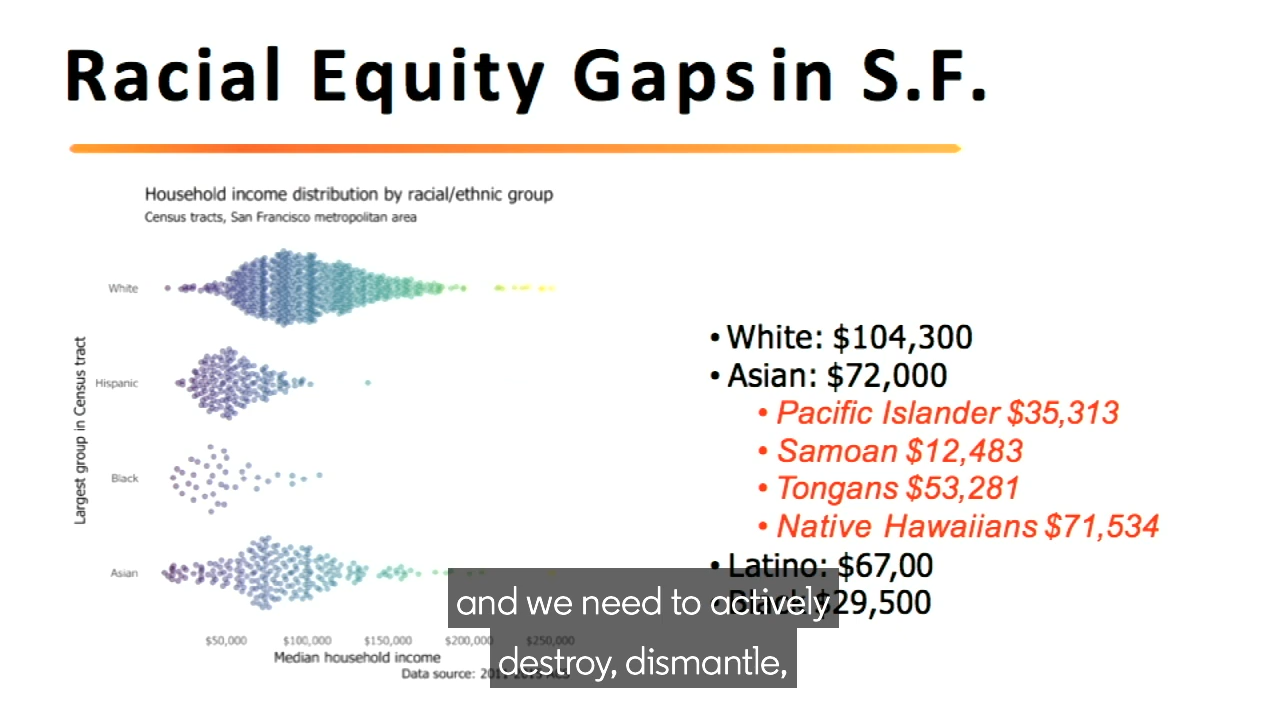 Racial Equity Gaps in S.F.
Household income distribution by racial/ethnic group
Census tracts, San Francisco metropolitan area
Largest group in Census tract
White
Hispanic
Black
Asian
$50,000 $100,000 $150,000 $200,000 $250,000
Median household income
Data source:
• White: $104,300
• Asian: $72,000
• Pacific Islander $35,313
• Samoan $12,483
• Tongans $53,281
• Native Hawaiians $71,534
• Latino: $67,00
• Black $29,500
and we need to actively
destroy, dismantle,